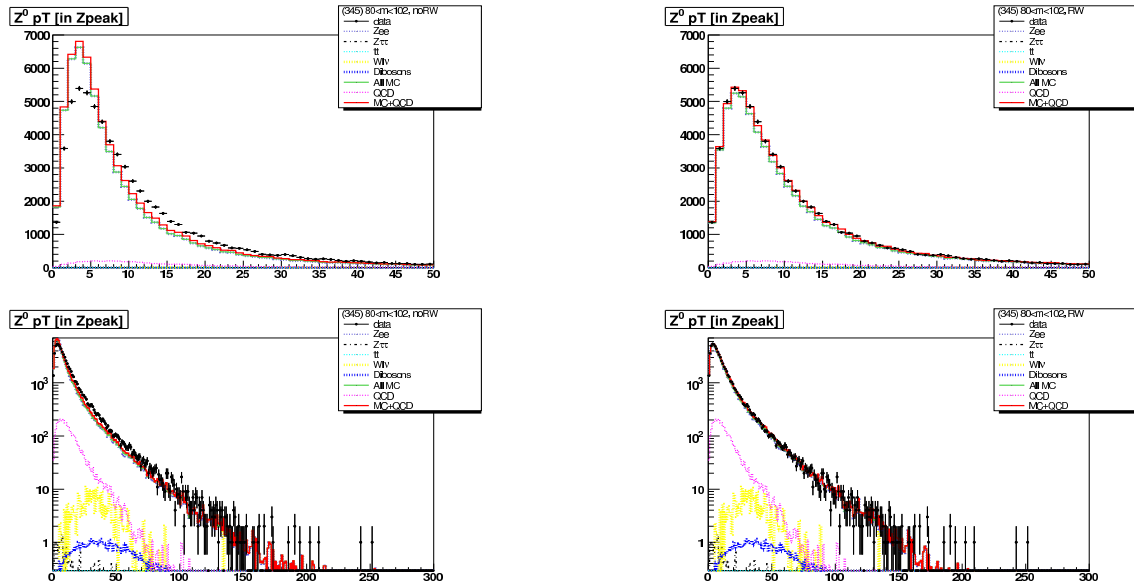 Z⁰ pT [in Zpeak]
(345) 80<m<102, noRW
data
Zee
Zττ
tt
Wlν
Dibosons
All MC
QCD
MC+QCD
7000
6000
5000
4000
3000
2000
1000
0
0 5 10 15 20 25 30 35 40 45 50
Z⁰ pT [in Zpeak]
(345) 80<m<102, RW
data
Zee
Zττ
tt
Wlν
Dibosons
All MC
QCD
MC+QCD
7000
6000
5000
4000
3000
2000
1000
0
0 5 10 15 20 25 30 35 40 45 50
Z⁰ pT [in Zpeak]
(345) 80<m<102, noRW
data
Zee
Zττ
tt
Wlν
Dibosons
All MC
QCD
MC+QCD
10³
10²
10
1
0 50 100 150 200 250 300
Z⁰ pT [in Zpeak]
(345) 80<m<102, RW
data
Zee
Zττ
tt
Wlν
Dibosons
All MC
QCD
MC+QCD
10³
10²
10
1
0 50 100 150 200 250 300